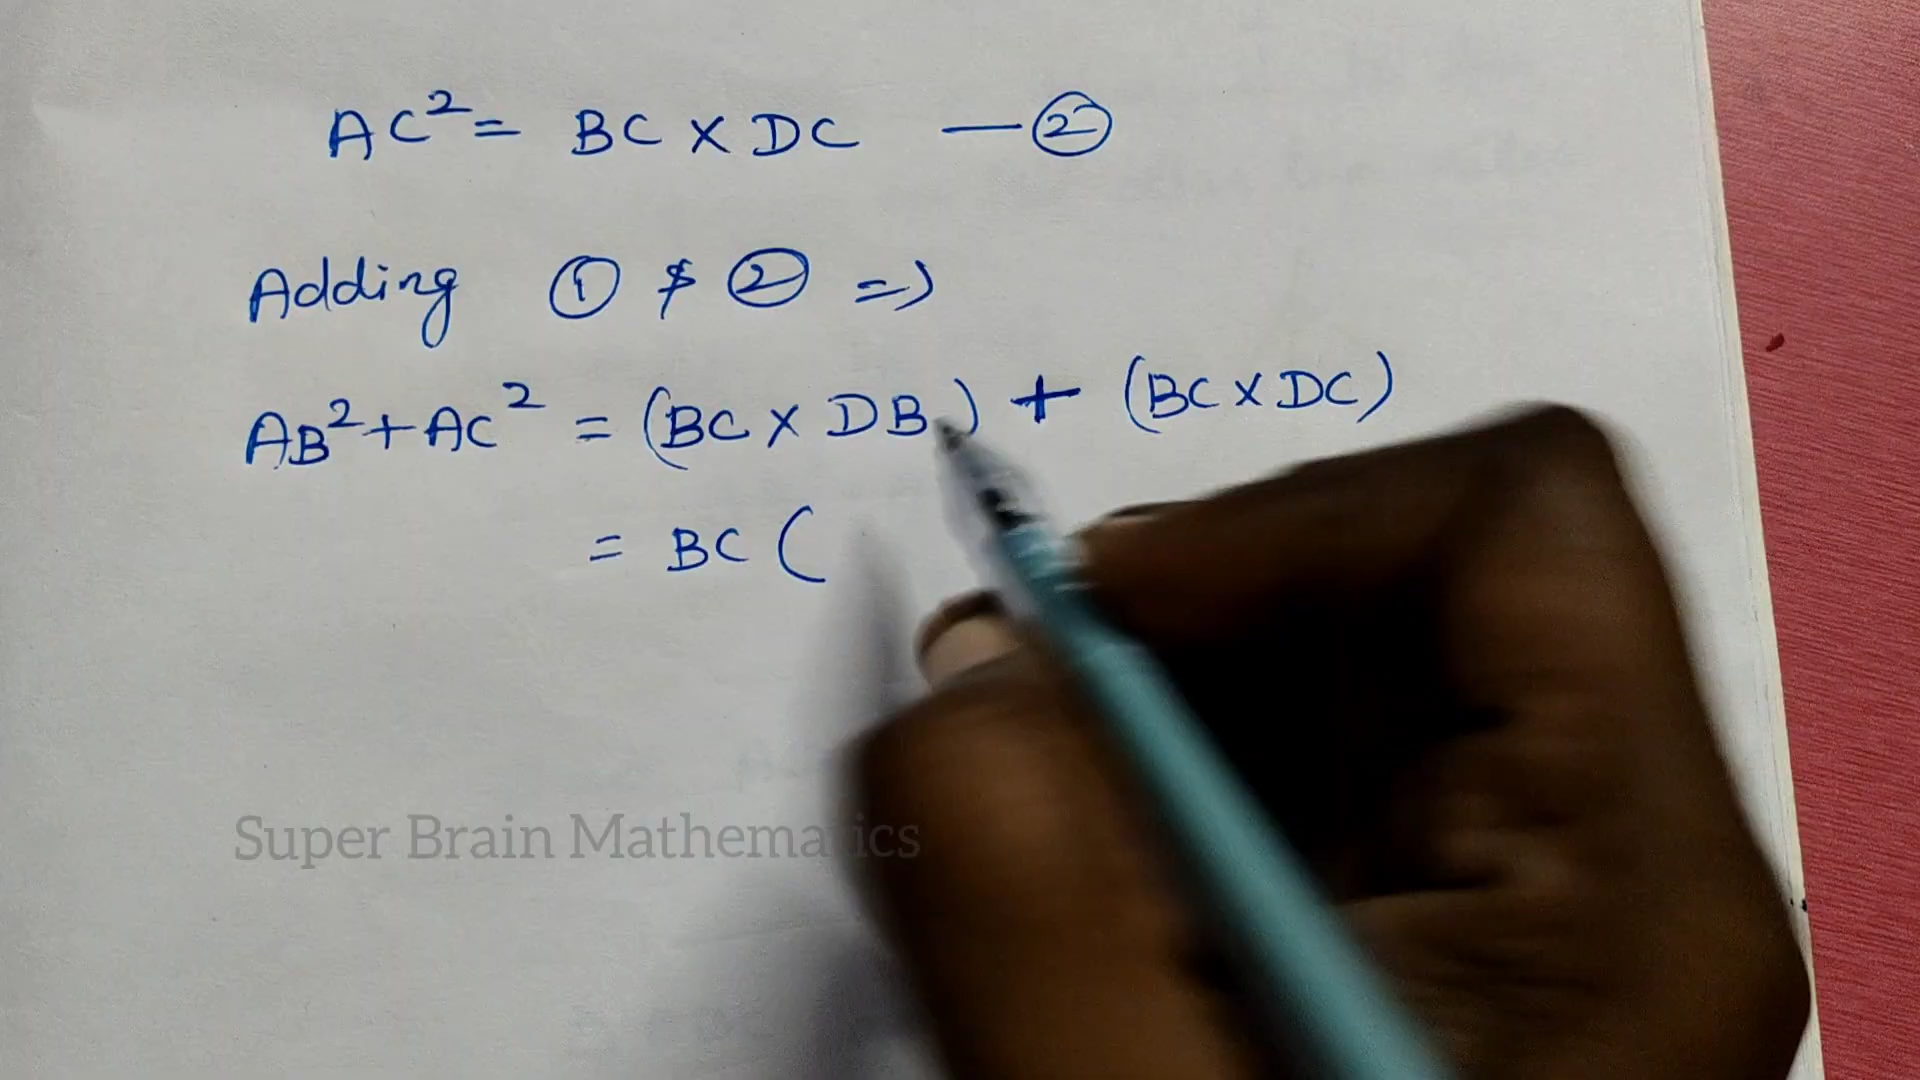 AC² = BC × DC — ②
Adding ① & ② =>
AB² + AC² = (BC × DB) + (BC × DC)
= BC (
Super Brain Mathematics